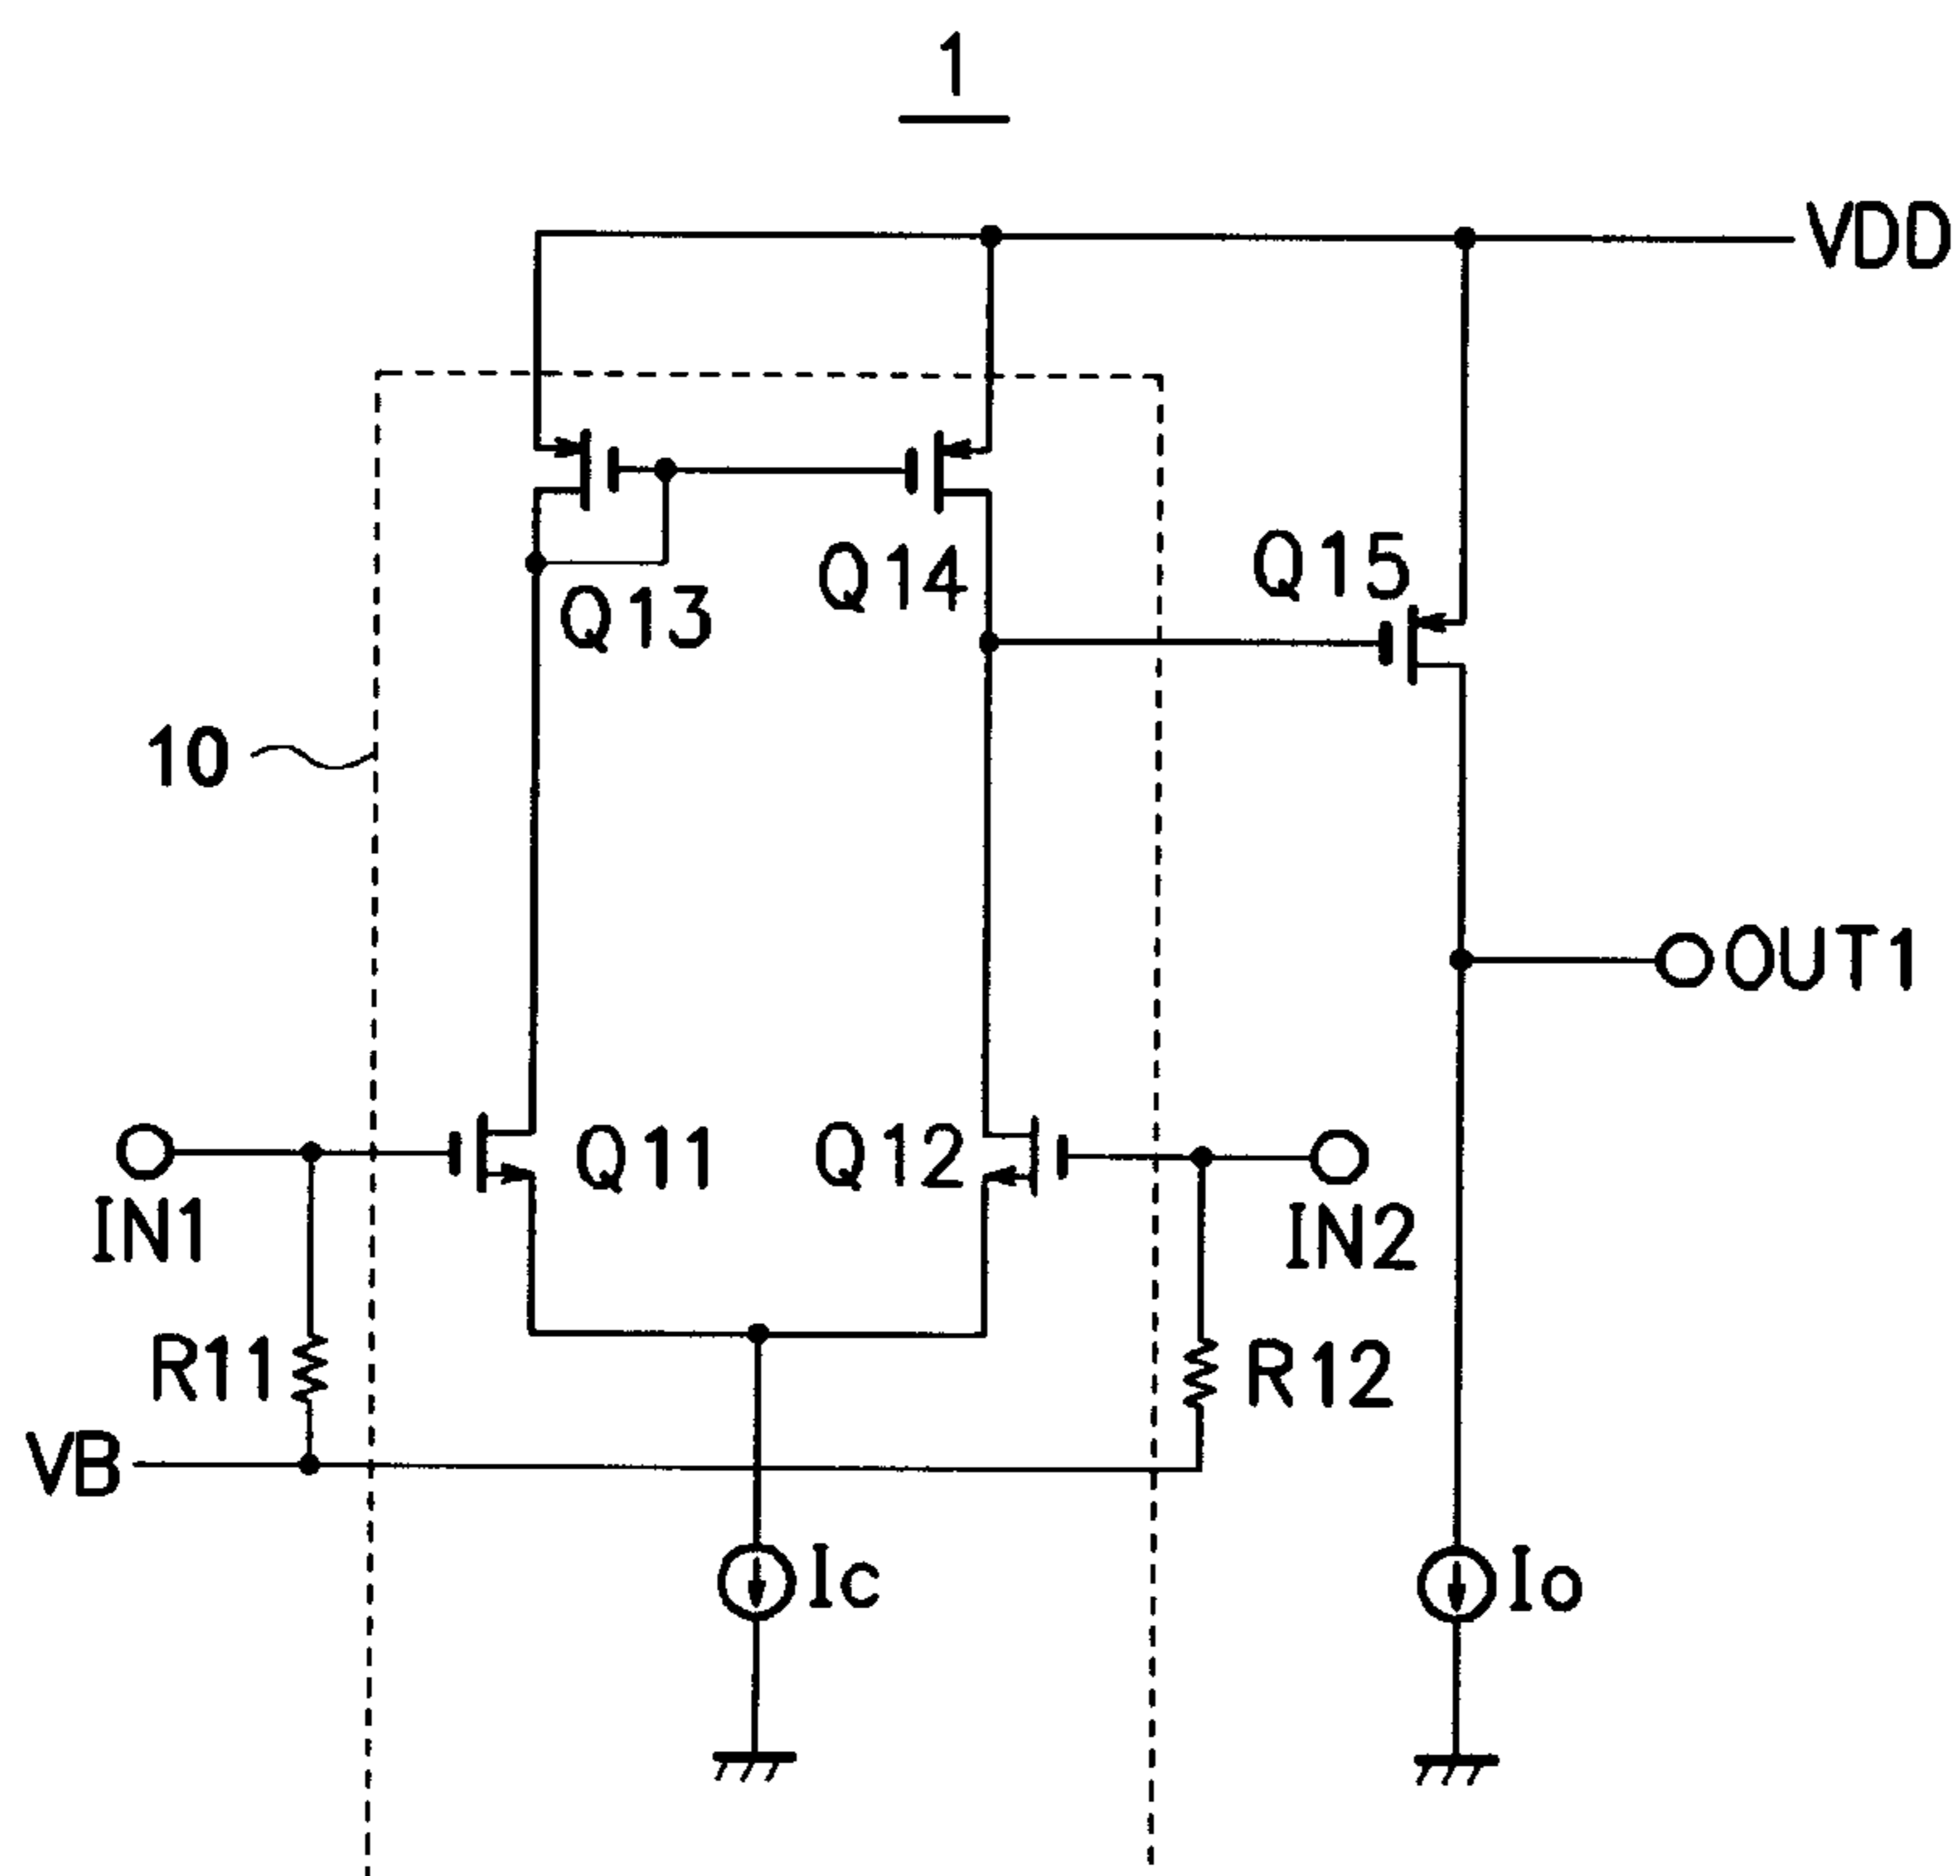 1
VDD
Q13
Q14
Q15
10
OUT1
IN1
Q11
Q12
IN2
R11
R12
VB
Ic
Io